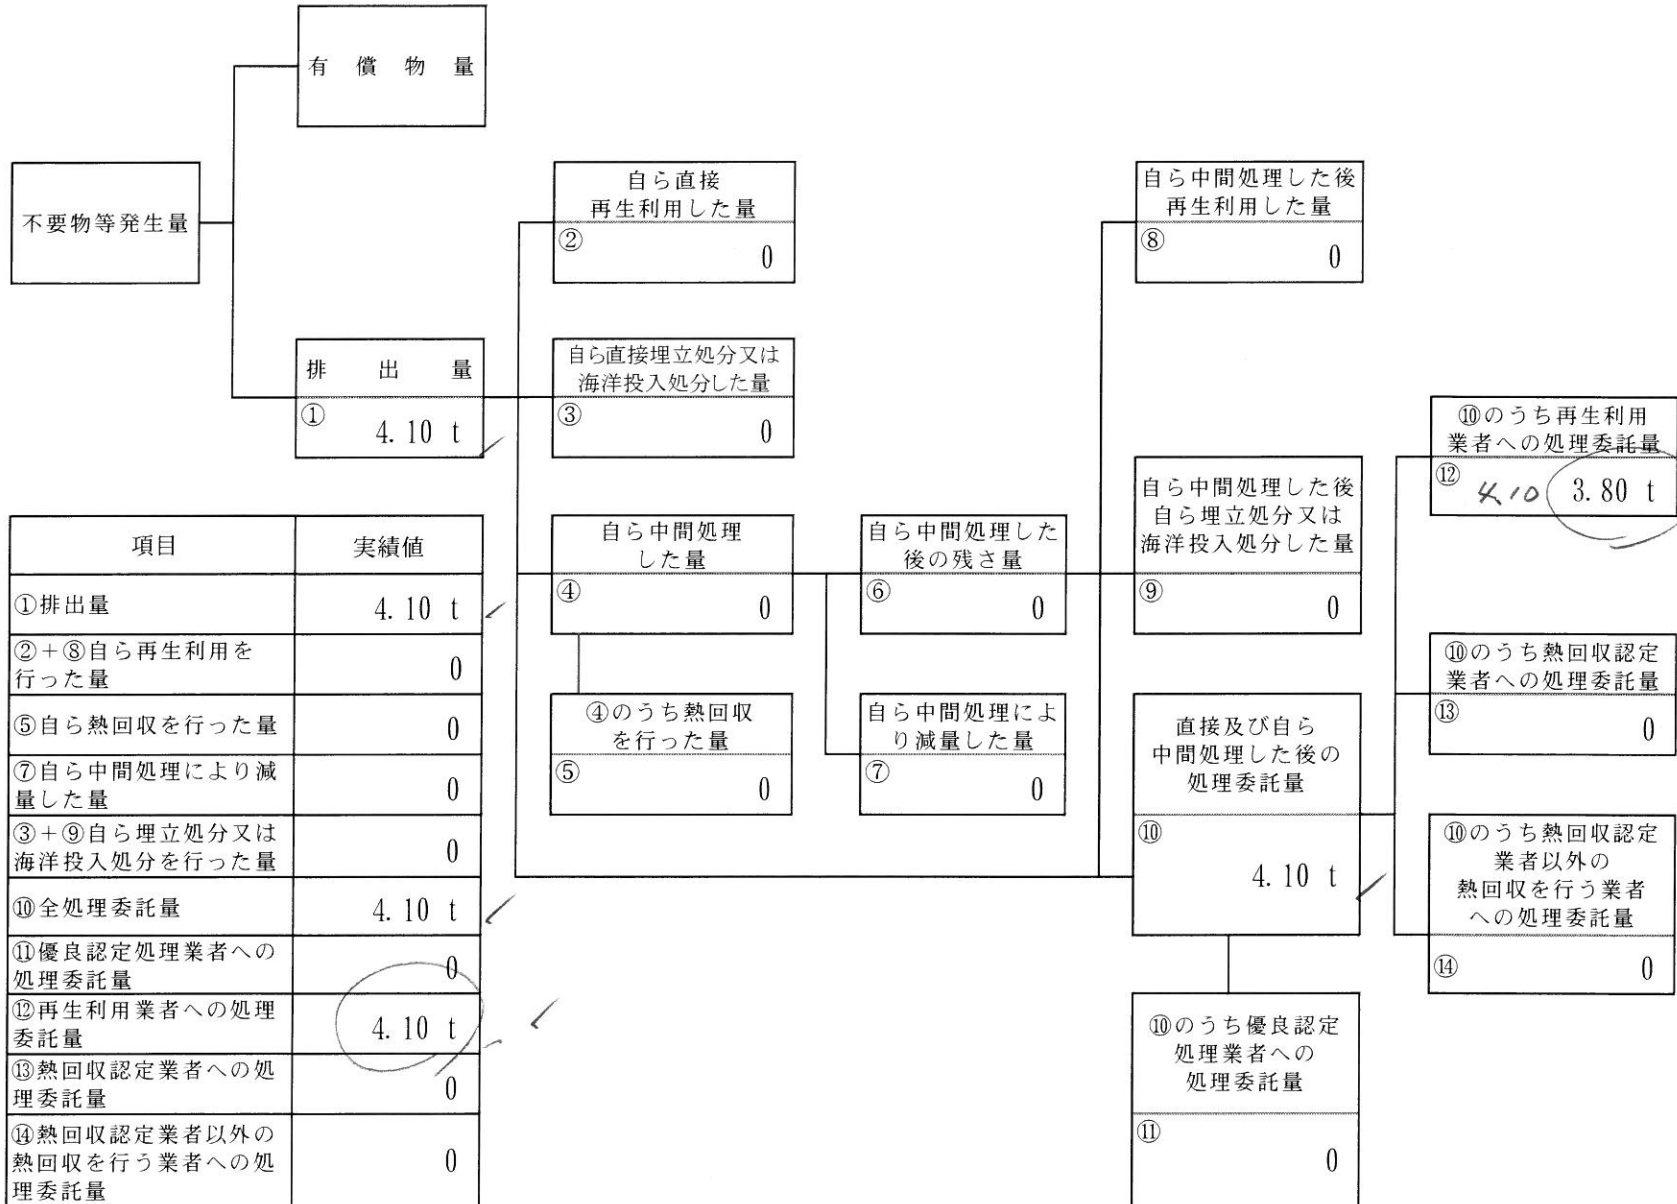 有償物量
不要物等発生量
排出量
① 4.10 t
自ら直接
再生利用した量
② 0
自ら直接埋立処分又は
海洋投入処分した量
③ 0
自ら中間処理
した量
④ 0
④のうち熱回収
を行った量
⑤ 0
自ら中間処理した
後の残さ量
⑥ 0
自ら中間処理によ
り減量した量
⑦ 0
自ら中間処理した後
再生利用した量
⑧ 0
自ら中間処理した後
自ら埋立処分又は
海洋投入処分した量
⑨ 0
直接及び自ら
中間処理した後の
処理委託量
⑩
4.10 t
⑩のうち優良認定
処理業者への
処理委託量
⑪
0
⑩のうち再生利用
業者への処理委託量
⑫ 4.10 3.80 t
⑩のうち熱回収認定
業者への処理委託量
⑬ 0
⑩のうち熱回収認定
業者以外の
熱回収を行う業者
への処理委託量
⑭ 0
項目 実績値
①排出量 4.10 t
②+⑧自ら再生利用を
行った量 0
⑤自ら熱回収を行った量 0
⑦自ら中間処理により減
量した量 0
③+⑨自ら埋立処分又は
海洋投入処分を行った量 0
⑩全処理委託量 4.10 t
⑪優良認定処理業者への
処理委託量 0
⑫再生利用業者への処理
委託量 4.10 t
⑬熱回収認定業者への処
理委託量 0
⑭熱回収認定業者以外の
熱回収を行う業者への処
理委託量 0